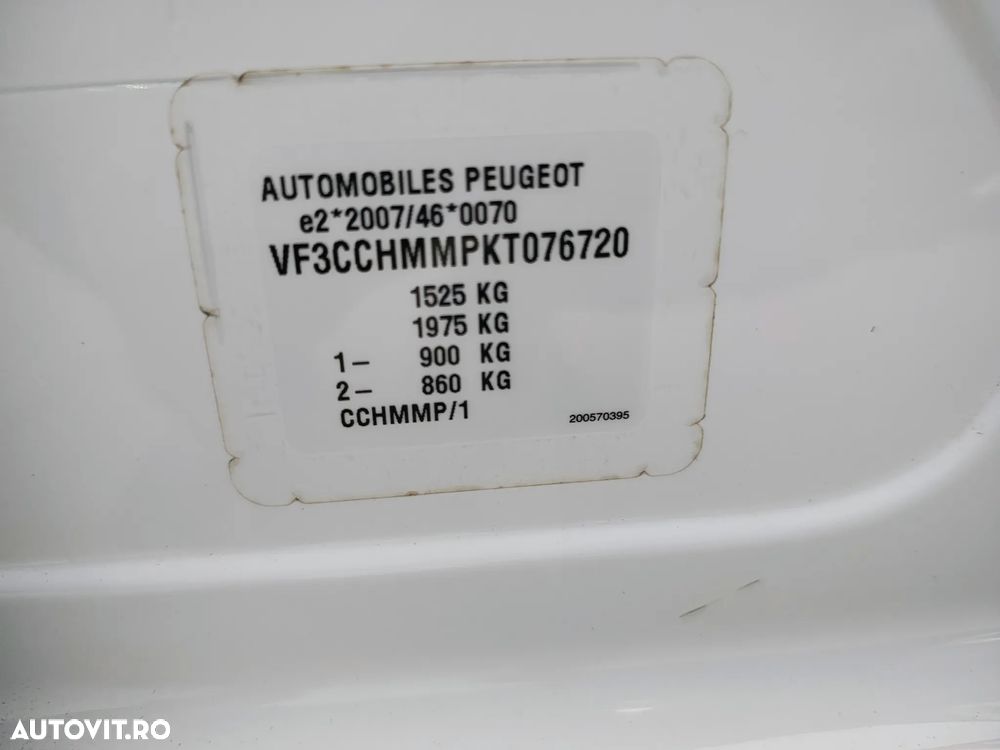 AUTOMOBILES PEUGEOT
e2*2007/46*0070
VF3CCHMMPKT076720
1525 KG
1975 KG
1- 900 KG
2- 860 KG
CCHMMP/1 200570395
AUTOVIT.RO